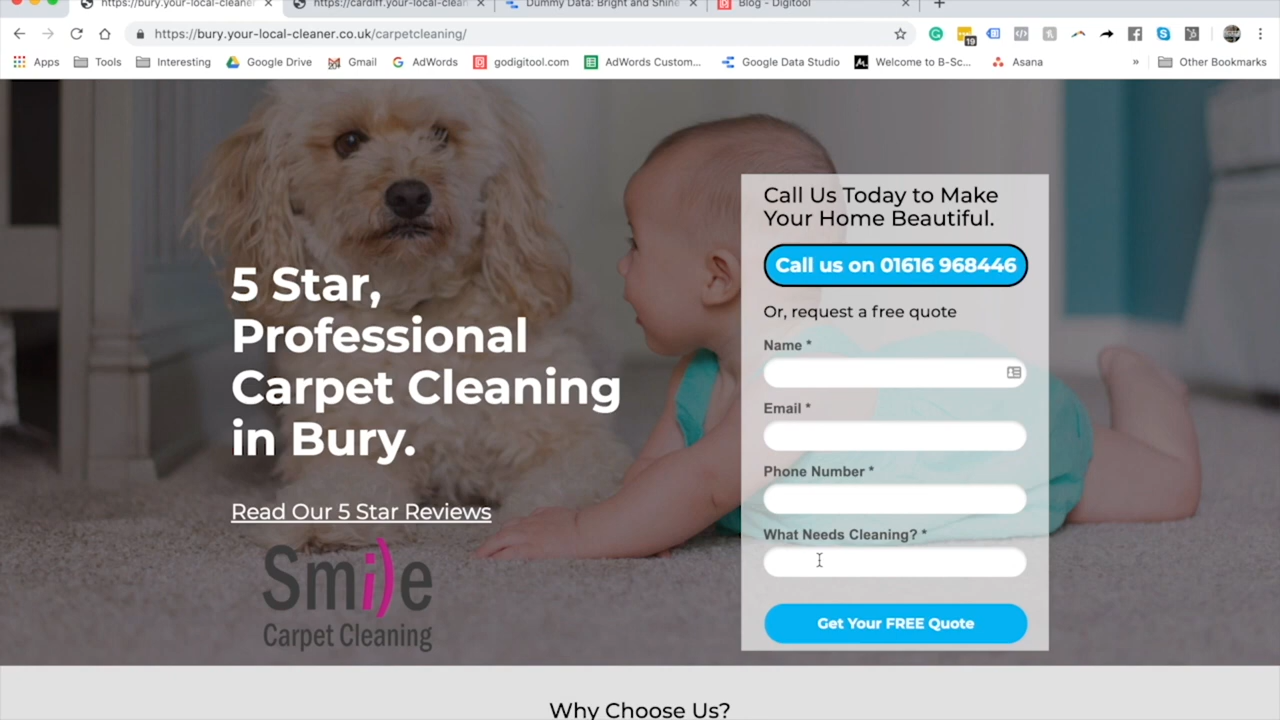 https://bury.your-local-cleaner
https://cardiff.your-local-clean
Dummy Data: Bright and Shine
Blog - Digitool
https://bury.your-local-cleaner.co.uk/carpetcleaning/
19
Apps
Tools
Interesting
Google Drive
Gmail
AdWords
godigitool.com
AdWords Custom...
Google Data Studio
Welcome to B-Sc...
Asana
»
Other Bookmarks
5 Star,
Professional
Carpet Cleaning
in Bury.
Read Our 5 Star Reviews
Smi)e
Carpet Cleaning
Call Us Today to Make
Your Home Beautiful.
Call us on 01616 968446
Or, request a free quote
Name *
Email *
Phone Number *
What Needs Cleaning? *
Get Your FREE Quote
Why Choose Us?